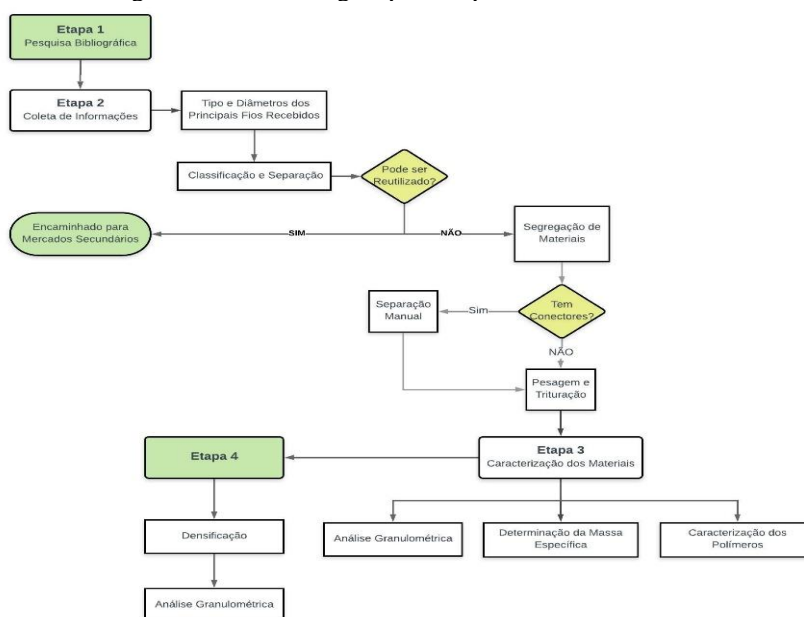 Etapa 1
Pesquisa Bibliográfica
Etapa 2
Coleta de Informações
Tipo e Diâmetros dos
Principais Fios Recebidos
Classificação e Separação
Pode ser
Reutilizado?
Encaminhado para
Mercados Secundários
SIM
NÃO
Segregação de
Materiais
Separação
Manual
Sim
Tem
Conectores?
NÃO
Pesagem e
Trituração
Etapa 4
Etapa 3
Caracterização dos Materiais
Densificação
Análise Granulométrica
Determinação da Massa
Específica
Caracterização dos
Polímeros
Análise Granulométrica